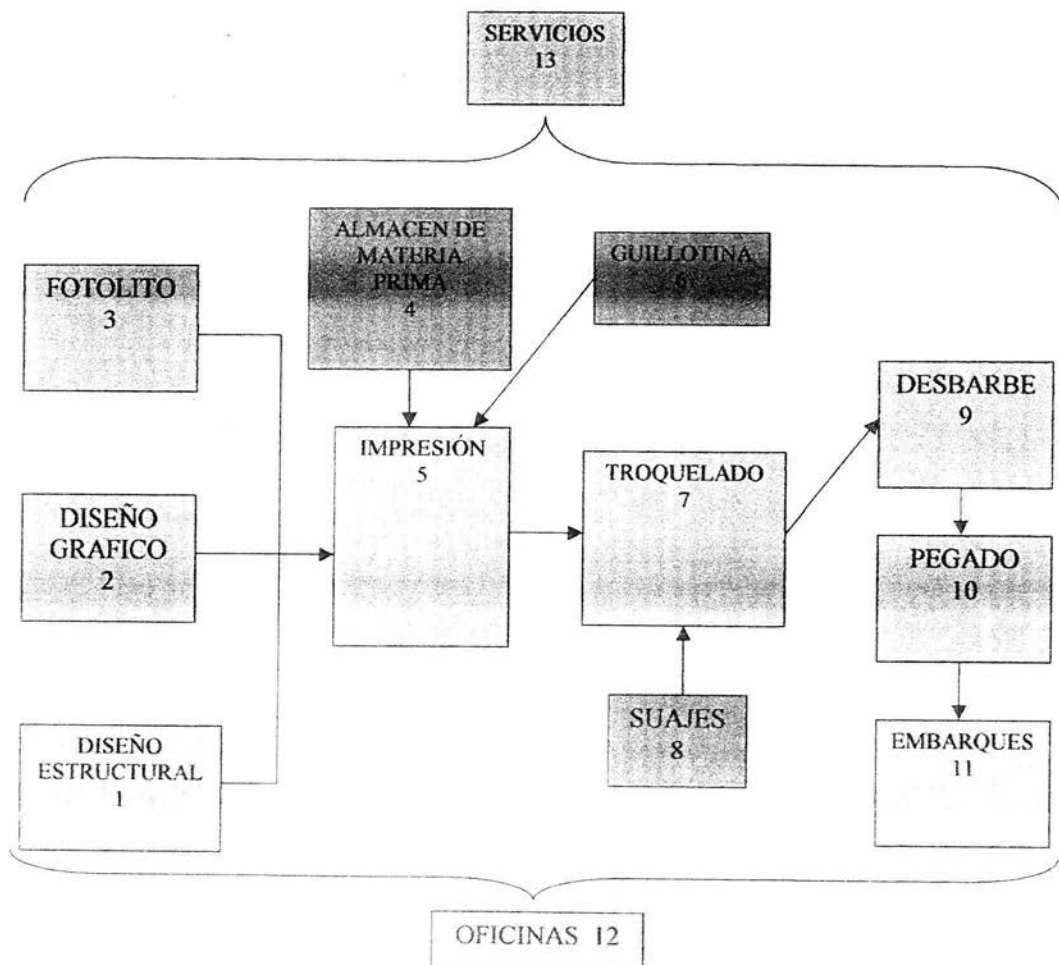 SERVICIOS
13
ALMACEN DE
MATERIA
PRIMA
4
GUILLOTINA
6
FOTOLITO
3
DESBARBE
9
IMPRESIÓN
5
TROQUELADO
7
DISEÑO
GRAFICO
2
PEGADO
10
SUAJES
8
DISEÑO
ESTRUCTURAL
1
EMBARQUES
11
OFICINAS 12